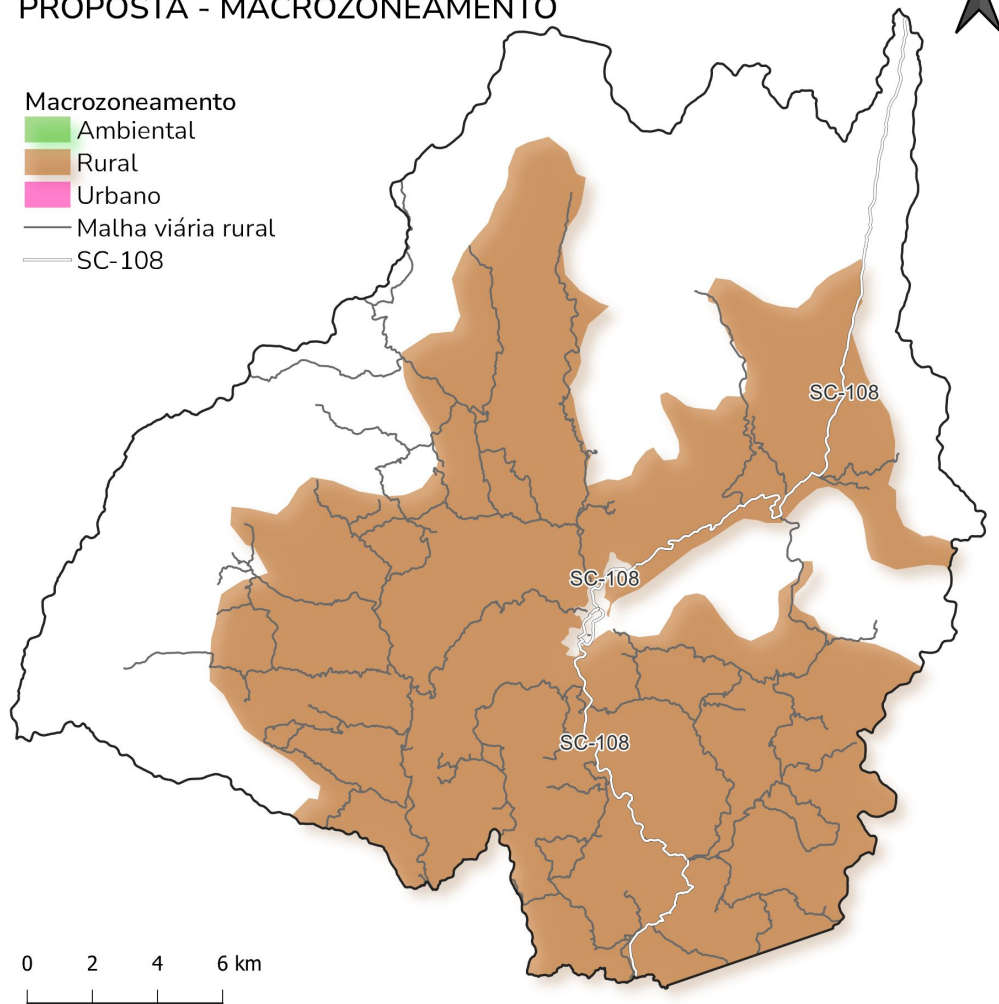 PROPOSTA - MACROZONEAMENTO
Macrozoneamento
Ambiental
Rural
Urbano
Malha viária rural
SC-108
SC-108
SC-108
SC-108
0 2 4 6 km